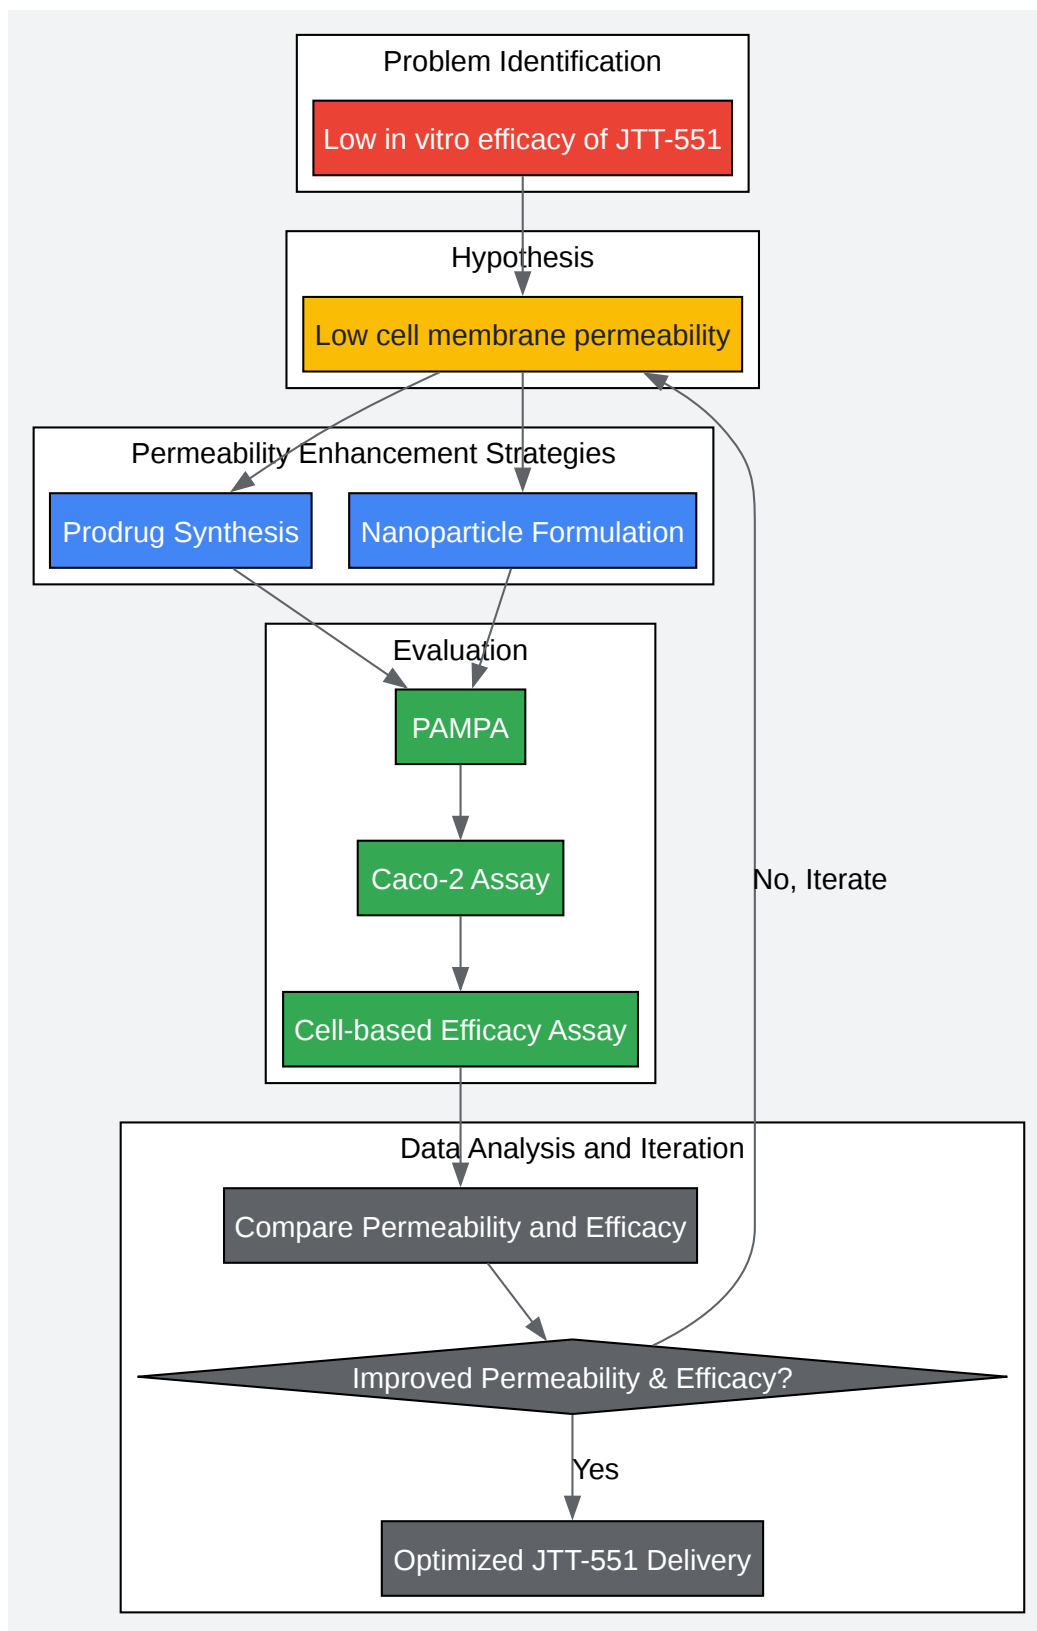 Problem Identification
Low in vitro efficacy of JTT-551
Hypothesis
Low cell membrane permeability
Permeability Enhancement Strategies
Prodrug Synthesis
Nanoparticle Formulation
Evaluation
PAMPA
Caco-2 Assay
No, Iterate
Cell-based Efficacy Assay
Data Analysis and Iteration
Compare Permeability and Efficacy
Improved Permeability & Efficacy?
Yes
Optimized JTT-551 Delivery